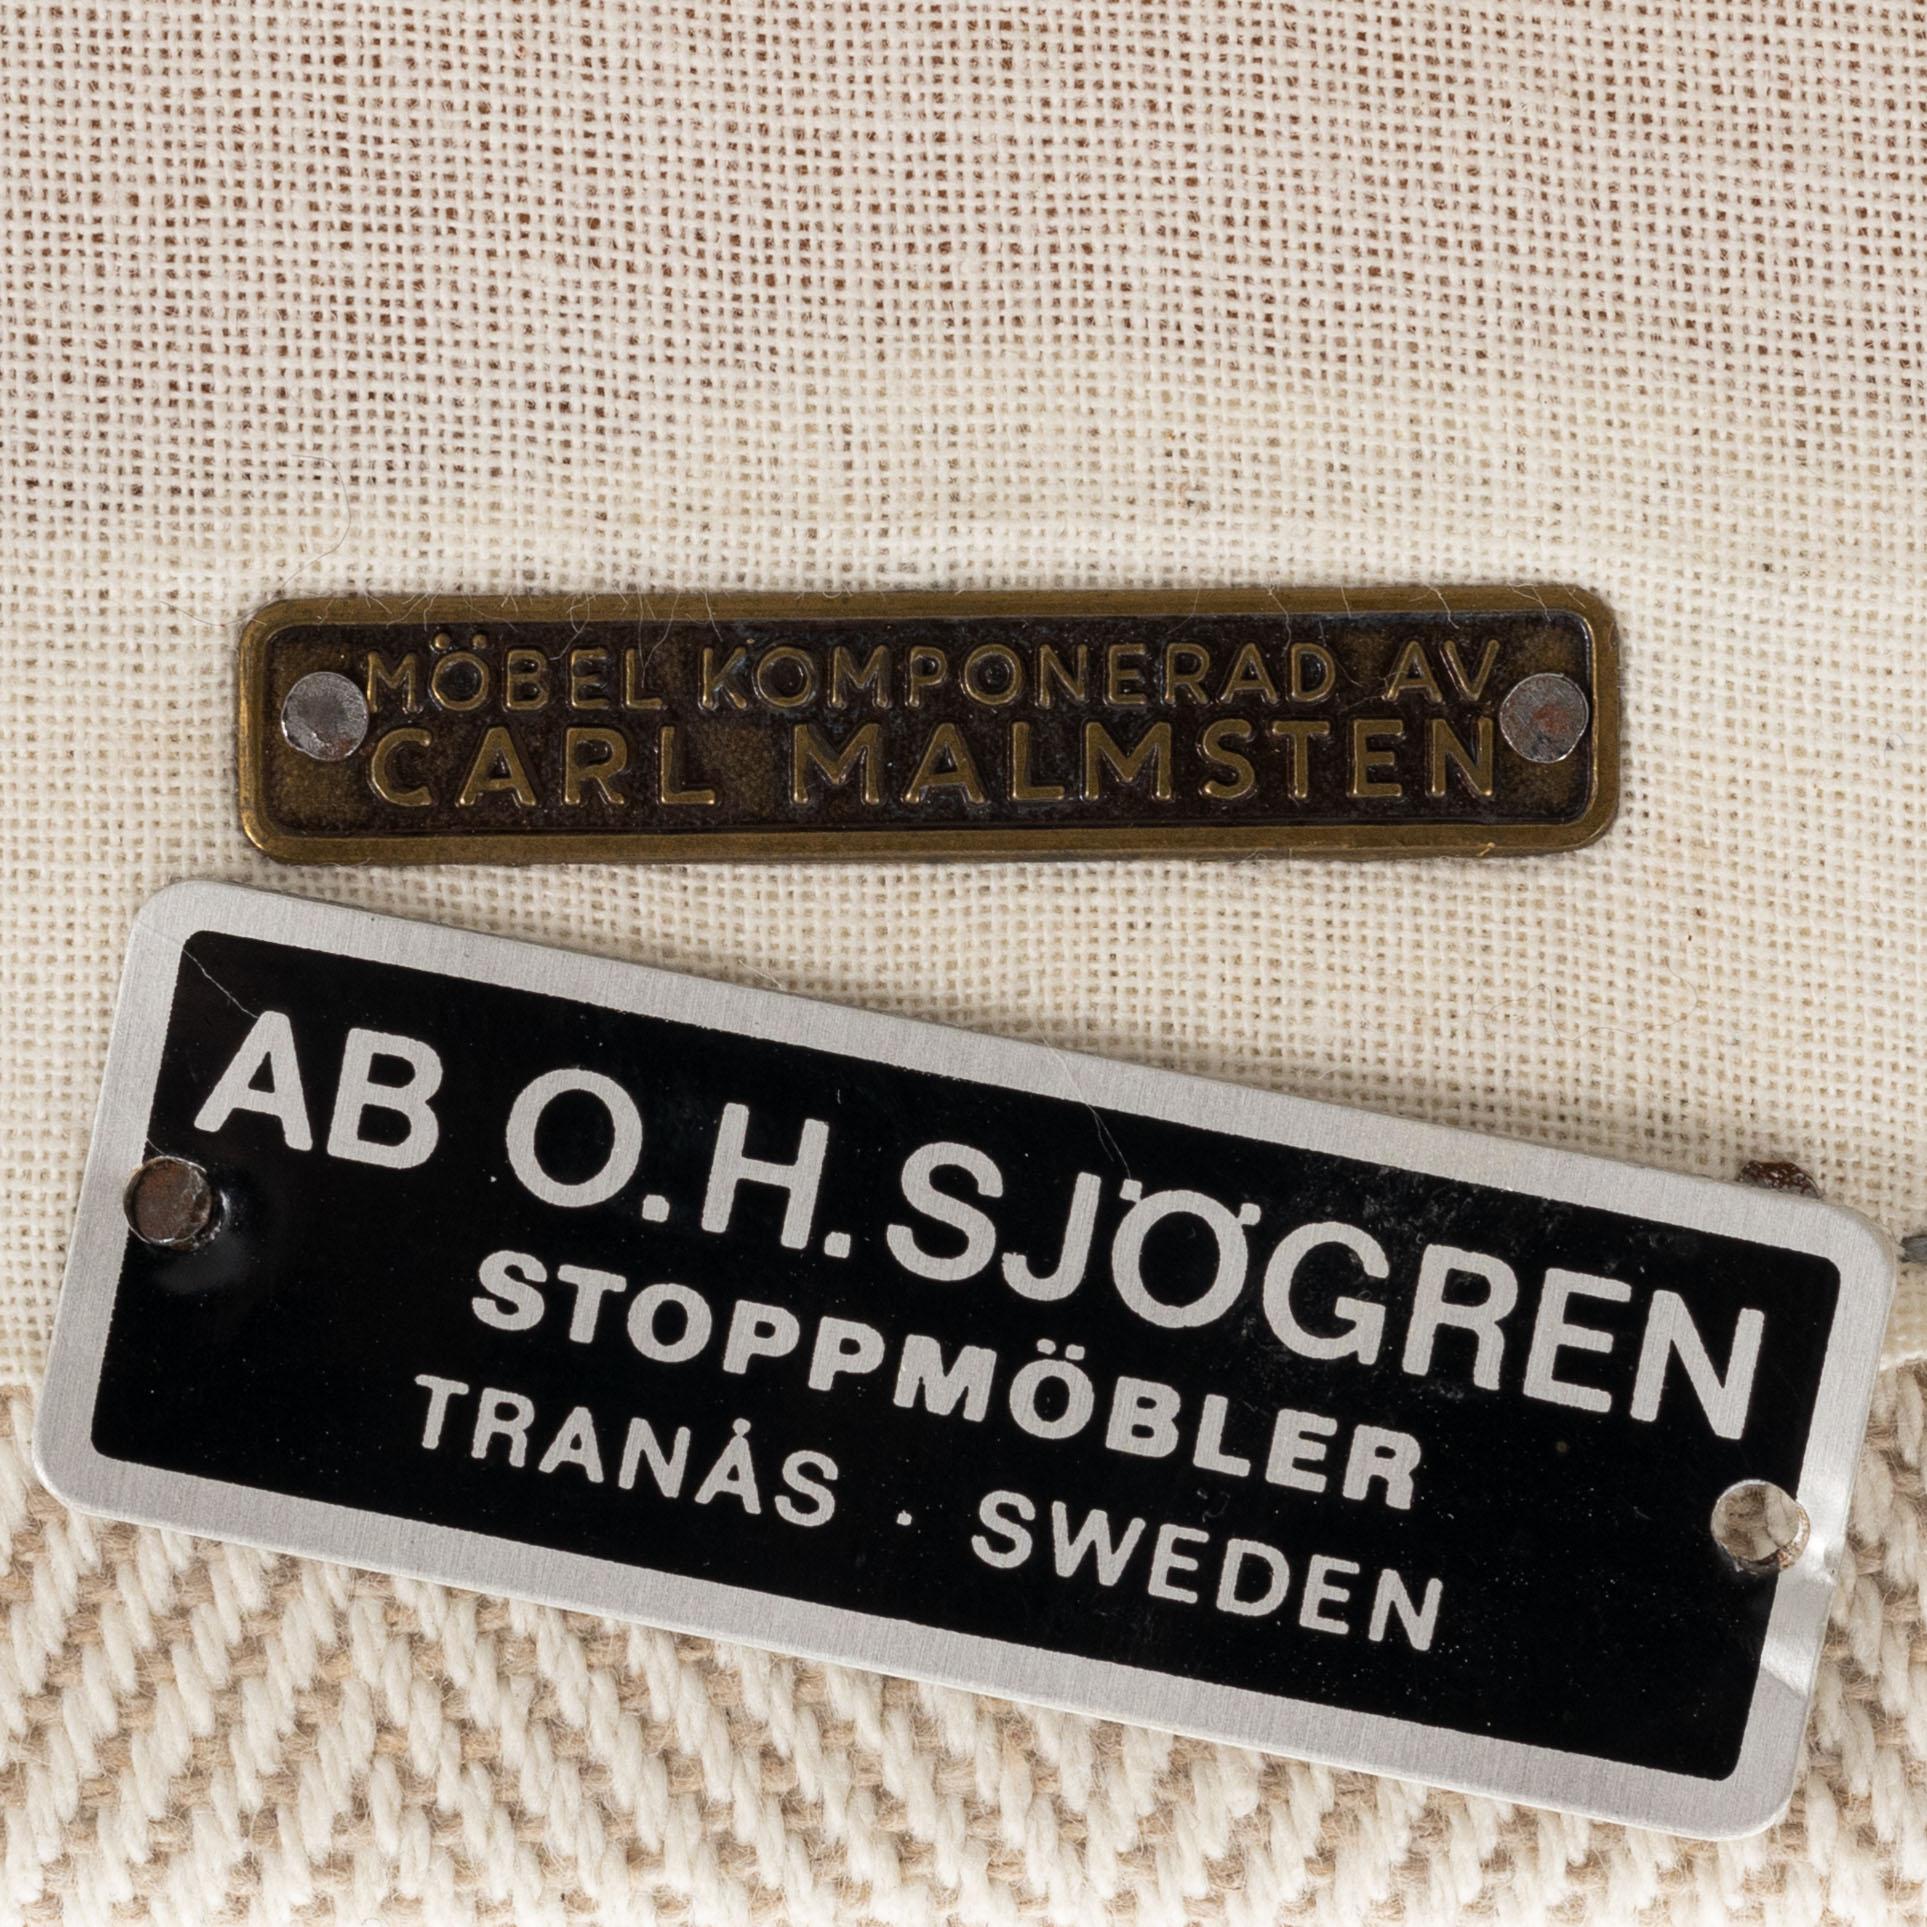 MÖBEL KOMPONERAD AV
CARL MALMSTEN
AB O.H. SJÖGREN
STOPPMÖBLER
TRANÅS · SWEDEN